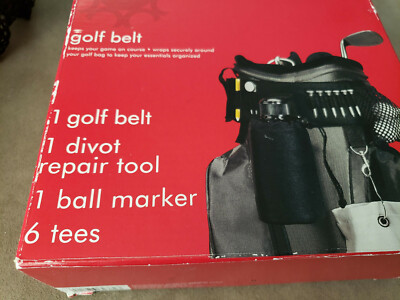 golf belt
keeps your game on course • wraps securely around
your golf bag to keep your essentials organized
1 golf belt
1 divot
repair tool
1 ball marker
6 tees